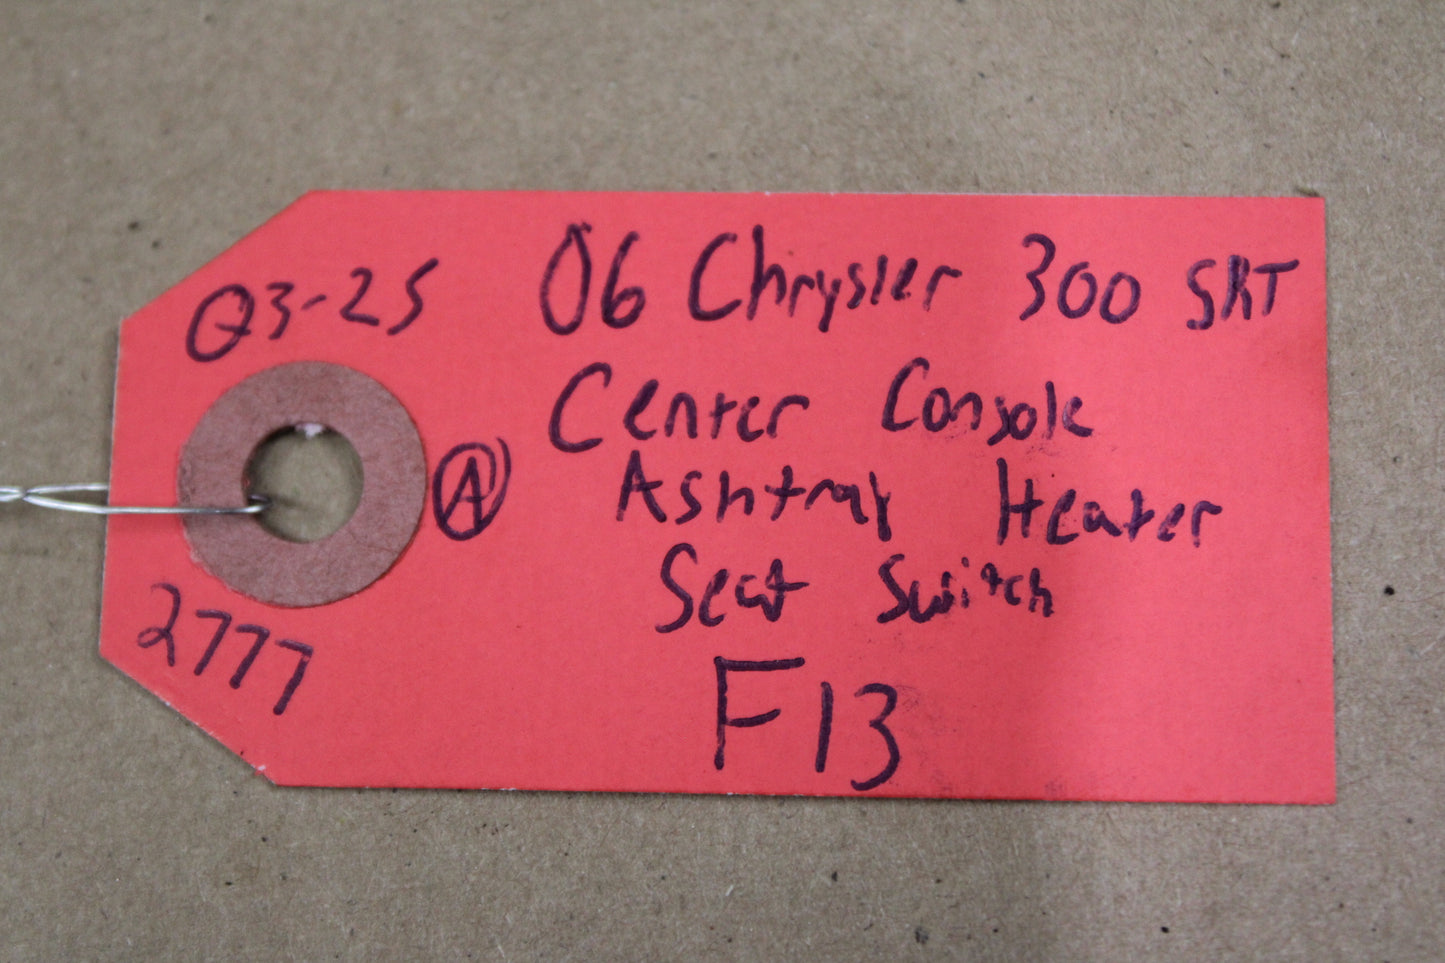 Q3-25
06 Chrysler 300 SRT
Center Console
A
Ashtray Heater
Seat Switch
2777
F13